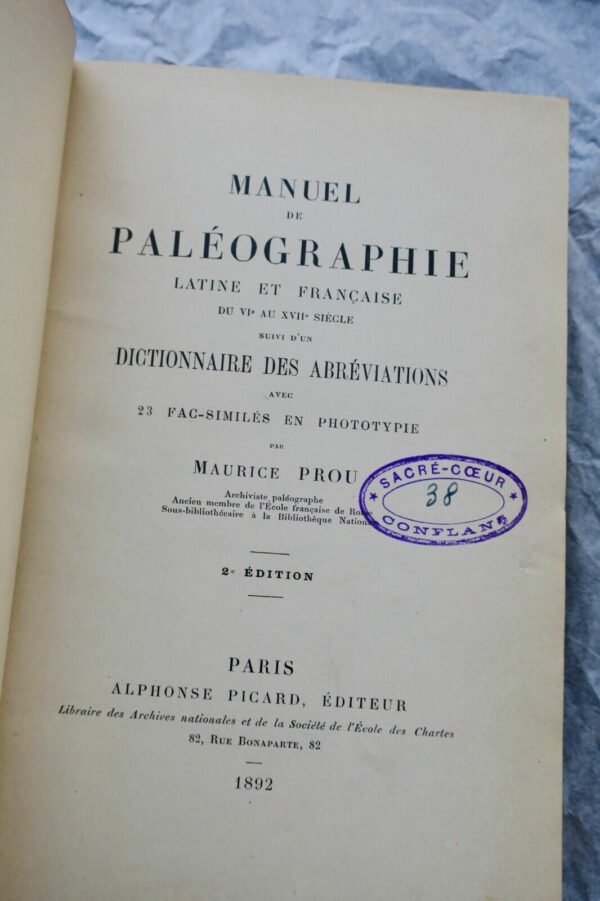 MANUEL
DE
PALÉOGRAPHIE
LATINE ET FRANÇAISE
DU VIe AU XVIIe SIÈCLE
SUIVI D'UN
DICTIONNAIRE DES ABRÉVIATIONS
AVEC
23 FAC-SIMILÉS EN PHOTOTYPIE
PAR
MAURICE PROU
Archiviste paléographe
Ancien membre de l'École française de Rome
Sous-bibliothécaire à la Bibliothèque Nationale
SACRÉ-CŒUR
38
CONFLANS
2e ÉDITION
PARIS
ALPHONSE PICARD, ÉDITEUR
Libraire des Archives nationales et de la Société de l'École des Chartes
82, RUE BONAPARTE, 82
1892